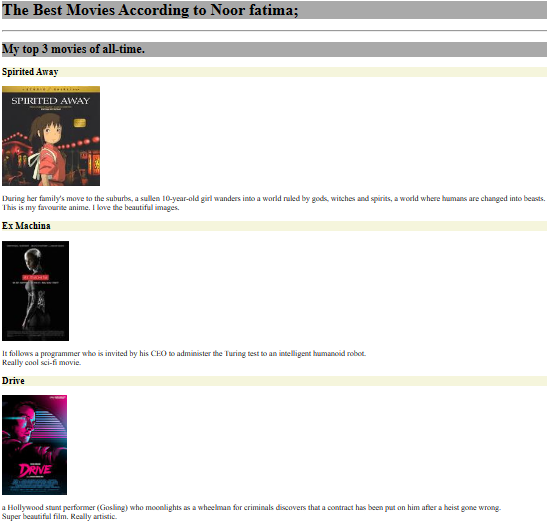 The Best Movies According to Noor fatima;
My top 3 movies of all-time.
Spirited Away
SPIRITED AWAY
During her family's move to the suburbs, a sullen 10-year-old girl wanders into a world ruled by gods, witches and spirits, a world where humans are changed into beasts.
This is my favourite anime. I love the beautiful images.
Ex Machina
EX MACHINA
It follows a programmer who is invited by his CEO to administer the Turing test to an intelligent humanoid robot.
Really cool sci-fi movie.
Drive
DRIVE
a Hollywood stunt performer (Gosling) who moonlights as a wheelman for criminals discovers that a contract has been put on him after a heist gone wrong.
Super beautiful film. Really artistic.